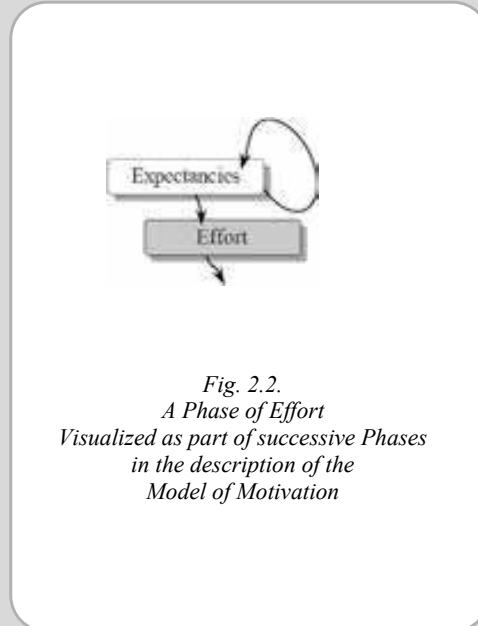 Expectancies
Effort
Fig. 2.2.
A Phase of Effort
Visualized as part of successive Phases
in the description of the
Model of Motivation